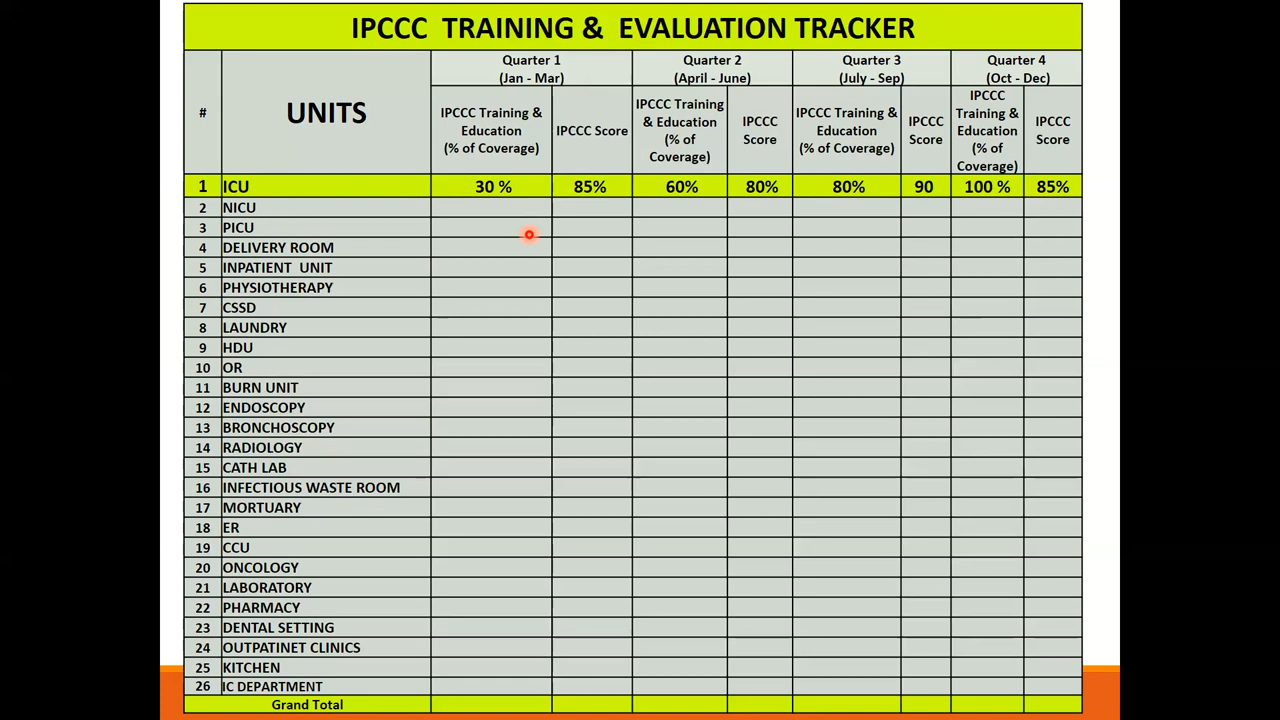 IPCCC TRAINING & EVALUATION TRACKER
# UNITS Quarter 1 (Jan - Mar) Quarter 2 (April - June) Quarter 3 (July - Sep) Quarter 4 (Oct - Dec)
IPCCC Training & Education (% of Coverage) IPCCC Score IPCCC Training & Education (% of Coverage) IPCCC Score IPCCC Training & Education (% of Coverage) IPCCC Score IPCCC Training & Education (% of Coverage) IPCCC Score
1 ICU 30 % 85% 60% 80% 80% 90 100 % 85%
2 NICU
3 PICU
4 DELIVERY ROOM
5 INPATIENT UNIT
6 PHYSIOTHERAPY
7 CSSD
8 LAUNDRY
9 HDU
10 OR
11 BURN UNIT
12 ENDOSCOPY
13 BRONCHOSCOPY
14 RADIOLOGY
15 CATH LAB
16 INFECTIOUS WASTE ROOM
17 MORTUARY
18 ER
19 CCU
20 ONCOLOGY
21 LABORATORY
22 PHARMACY
23 DENTAL SETTING
24 OUTPATINET CLINICS
25 KITCHEN
26 IC DEPARTMENT
Grand Total